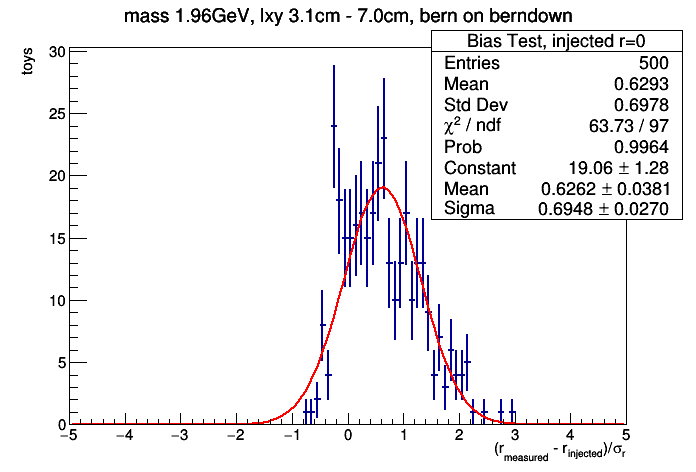 mass 1.96GeV, lxy 3.1cm - 7.0cm, bern on berndown
Bias Test, injected r=0
Entries 500
Mean 0.6293
Std Dev 0.6978
χ² / ndf 63.73 / 97
Prob 0.9964
Constant 19.06 ± 1.28
Mean 0.6262 ± 0.0381
Sigma 0.6948 ± 0.0270
toys
30
25
20
15
10
5
0
−5 −4 −3 −2 −1 0 1 2 3 4 5
(r_measured - r_injected)/σ_r